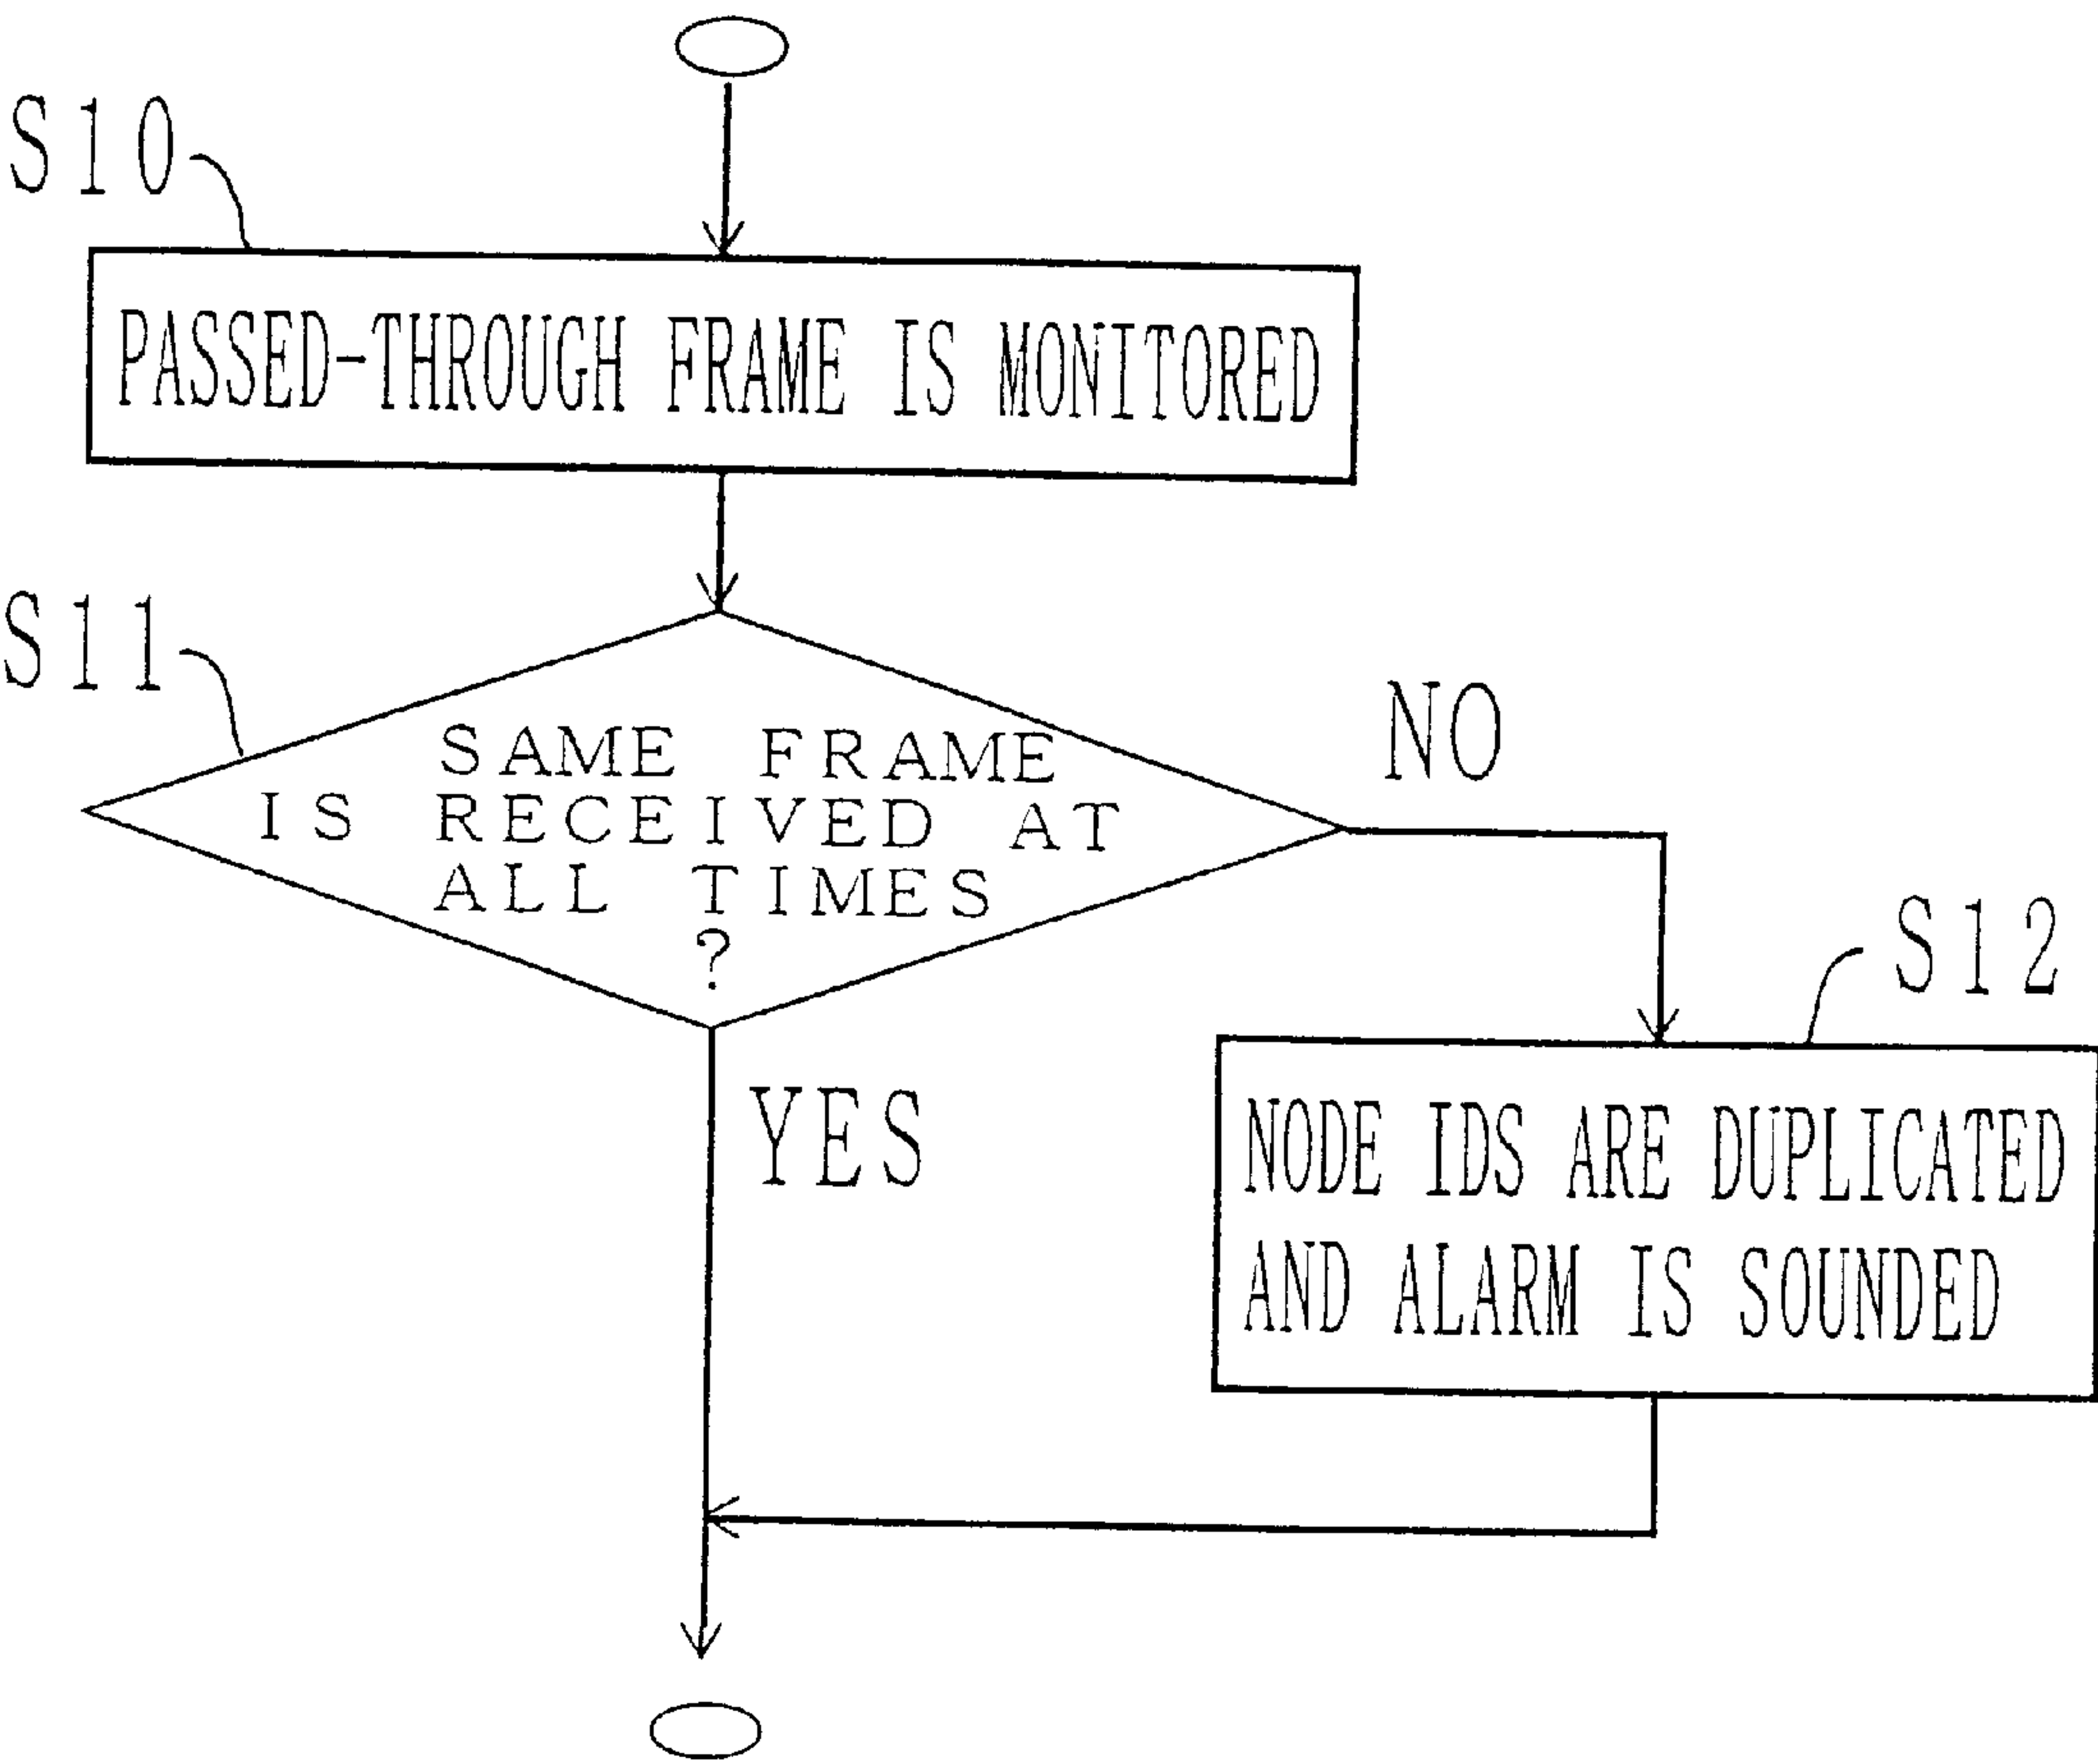 S10
PASSED-THROUGH FRAME IS MONITORED
S11
SAME FRAME
IS RECEIVED AT
ALL TIMES
?
NO
YES
S12
NODE IDS ARE DUPLICATED
AND ALARM IS SOUNDED